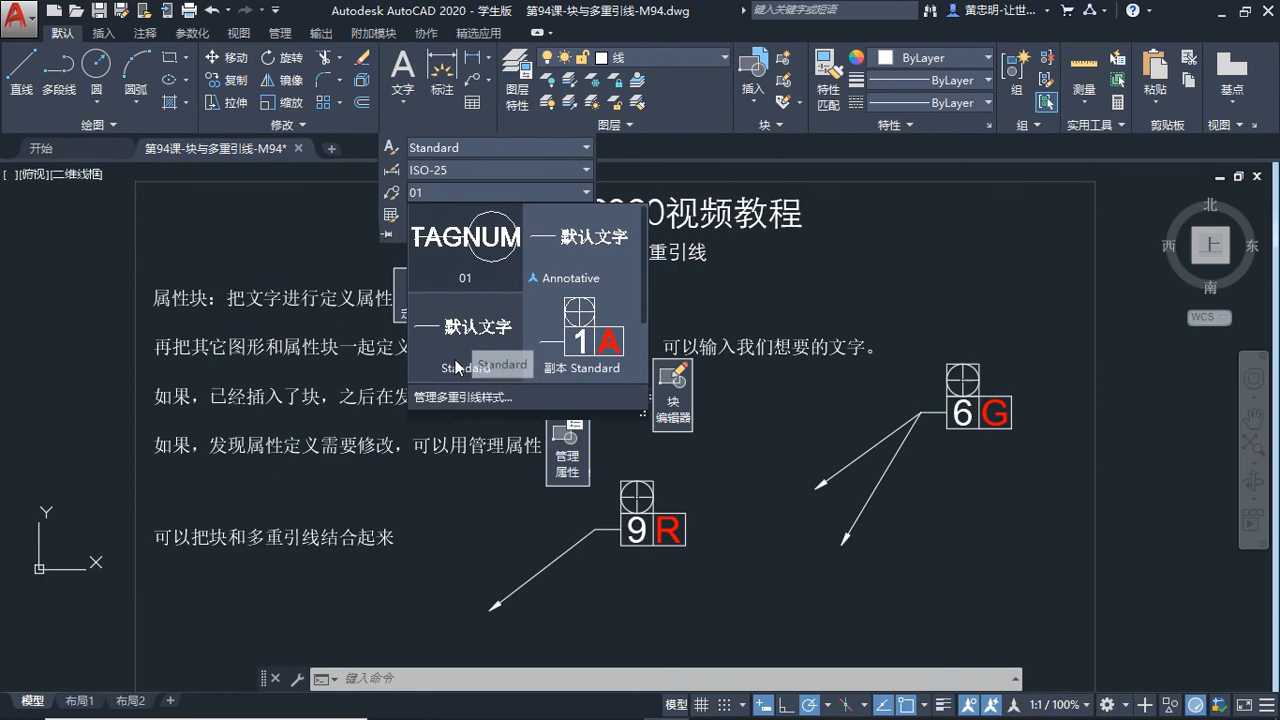 Autodesk AutoCAD 2020 - 学生版 第94课-块与多重引线-M94.dwg 键入关键字或短语 黄忠明-让世...
默认 插入 注释 参数化 视图 管理 输出 附加模块 协作 精选应用
移动 旋转 线 ByLayer
复制 镜像 ByLayer
直线 多段线 圆 圆弧 文字 标注 图层 特性 插入 特性 匹配 组 测量 粘贴 基点
拉伸 缩放 ByLayer
绘图 修改 图层 块 特性 组 实用工具 剪贴板 视图
开始 第94课-块与多重引线-M94* Standard
[-][俯视][二维线框] ISO-25
01
2020视频教程 北
TAGNUM 默认文字 重引线 西 上 东
01 Annotative 南
属性块：把文字进行定义属性
默认文字 1 A WCS
再把其它图形和属性块一起定义 可以输入我们想要的文字。
Standard Standard 副本 Standard
如果，已经插入了块，之后在发 管理多重引线样式... 块
编辑器
6 G
如果，发现属性定义需要修改，可以用管理属性 管理
属性
Y
可以把块和多重引线结合起来 9 R
X
键入命令
模型 布局1 布局2 模型 1:1 / 100%